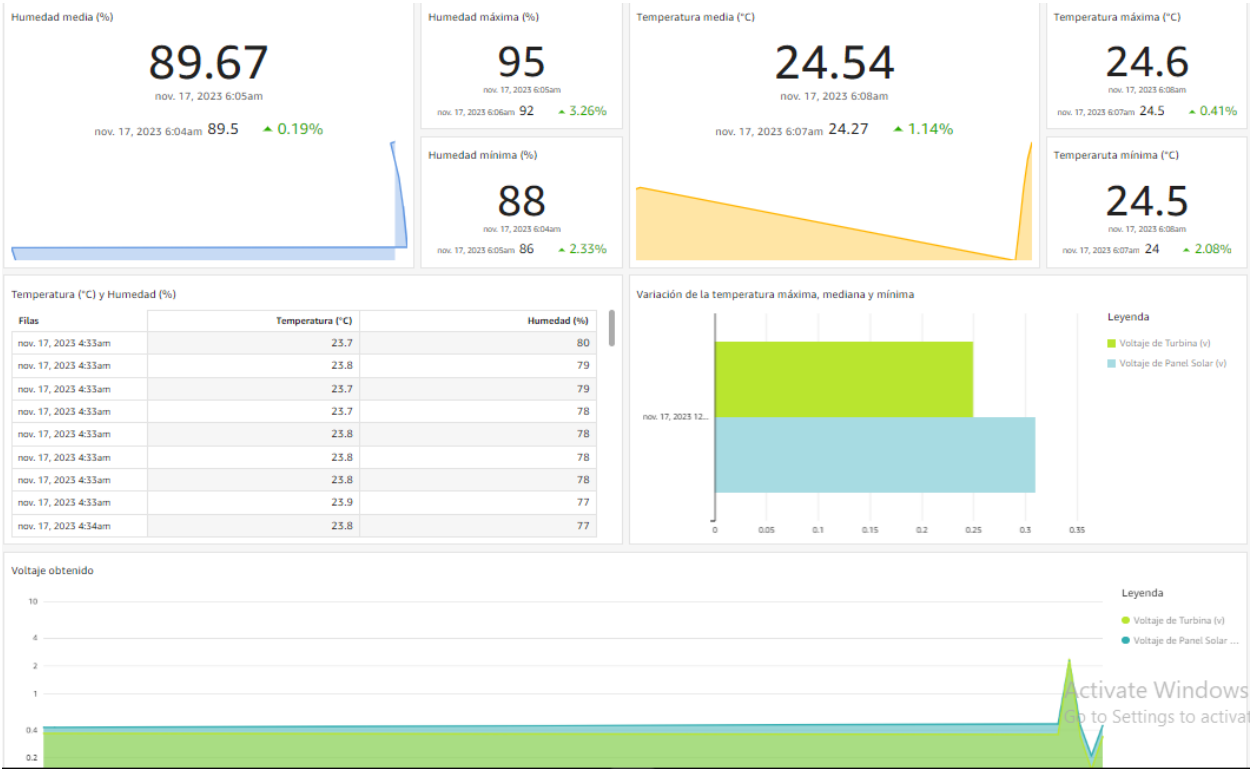 Humedad media (%)
89.67
nov. 17, 2023 6:05am
nov. 17, 2023 6:04am 89.5 0.19%
Humedad máxima (%)
95
nov. 17, 2023 6:05am
nov. 17, 2023 6:06am 92 3.26%
Humedad mínima (%)
88
nov. 17, 2023 6:04am
nov. 17, 2023 6:05am 86 2.33%
Temperatura media (°C)
24.54
nov. 17, 2023 6:08am
nov. 17, 2023 6:07am 24.27 1.14%
Temperatura máxima (°C)
24.6
nov. 17, 2023 6:08am
nov. 17, 2023 6:07am 24.5 0.41%
Temperaruta mínima (°C)
24.5
nov. 17, 2023 6:08am
nov. 17, 2023 6:07am 24 2.08%
Temperatura (°C) y Humedad (%)
Filas Temperatura (°C) Humedad (%)
nov. 17, 2023 4:33am 23.7 80
nov. 17, 2023 4:33am 23.8 79
nov. 17, 2023 4:33am 23.7 79
nov. 17, 2023 4:33am 23.7 78
nov. 17, 2023 4:33am 23.8 78
nov. 17, 2023 4:33am 23.8 78
nov. 17, 2023 4:33am 23.8 78
nov. 17, 2023 4:33am 23.9 77
nov. 17, 2023 4:34am 23.8 77
Variación de la temperatura máxima, mediana y mínima
Leyenda
Voltaje de Turbina (v)
Voltaje de Panel Solar (v)
nov. 17, 2023 12...
0 0.05 0.1 0.15 0.2 0.25 0.3 0.35
Voltaje obtenido
10
4
2
1
0.4
0.2
Leyenda
Voltaje de Turbina (v)
Voltaje de Panel Solar ...
Activate Windows
Go to Settings to activat